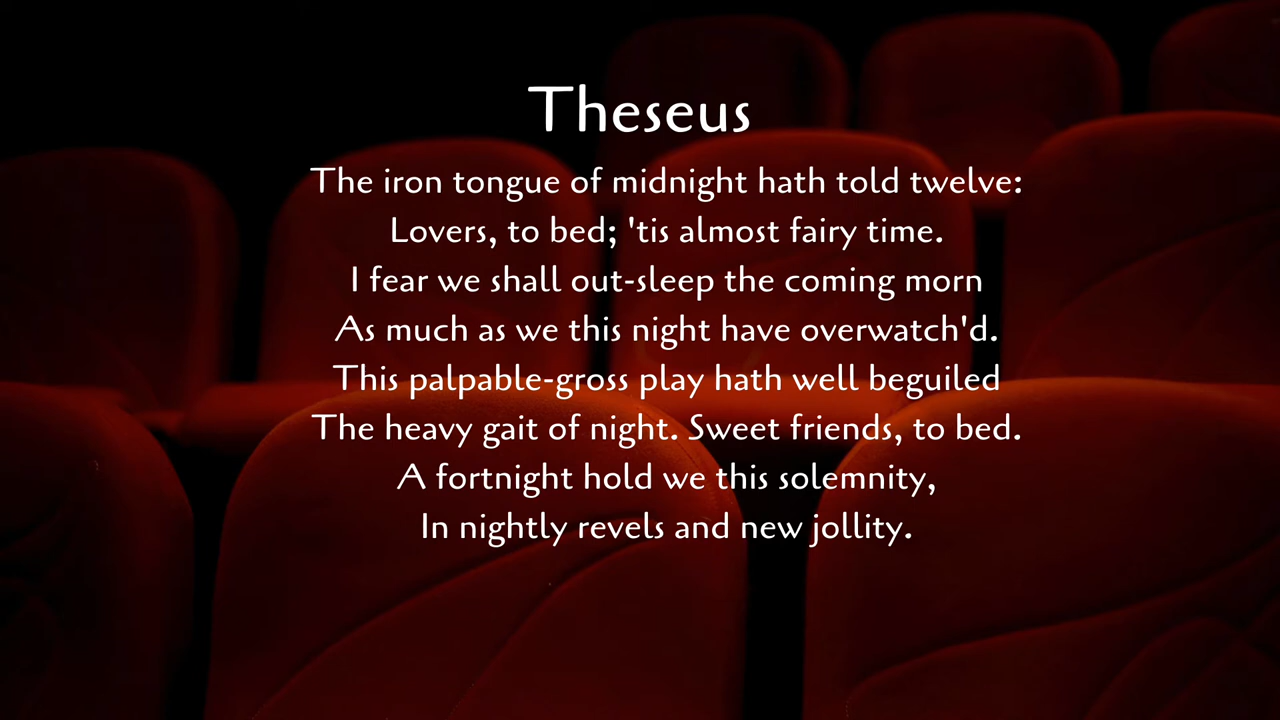 Theseus
The iron tongue of midnight hath told twelve:
Lovers, to bed; 'tis almost fairy time.
I fear we shall out-sleep the coming morn
As much as we this night have overwatch'd.
This palpable-gross play hath well beguiled
The heavy gait of night. Sweet friends, to bed.
A fortnight hold we this solemnity,
In nightly revels and new jollity.